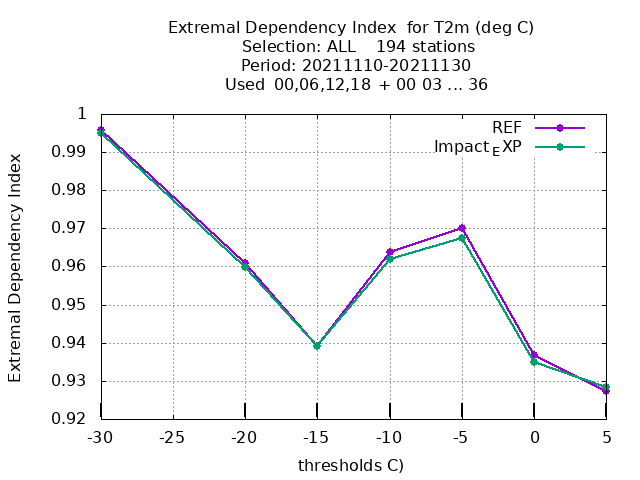 Extremal Dependency Index  for T2m (deg C)
Selection: ALL    194 stations
Period: 20211110-20211130
Used  00,06,12,18  + 00 03 ... 36
1
0.99
0.98
0.97
0.96
0.95
0.94
0.93
0.92
Extremal Dependency Index
REF
Impact_EXP
-30 -25 -20 -15 -10 -5 0 5
thresholds C)